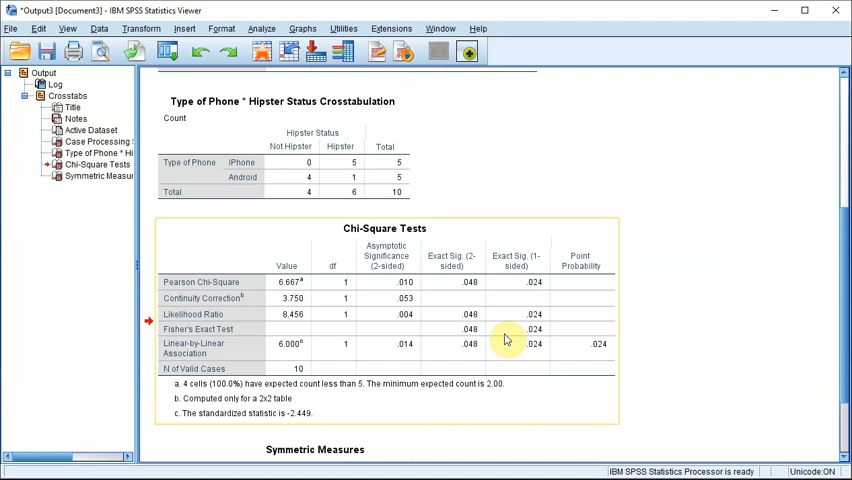 *Output3 [Document3] - IBM SPSS Statistics Viewer
File Edit View Data Transform Insert Format Analyze Graphs Utilities Extensions Window Help
Output
Log
Crosstabs
Title
Notes
Active Dataset
Case Processing
Type of Phone * Hi
Chi-Square Tests
Symmetric Measur
Type of Phone * Hipster Status Crosstabulation
Count
Hipster Status
Not Hipster Hipster Total
Type of Phone IPhone 0 5 5
Android 4 1 5
Total 4 6 10
Chi-Square Tests
Value df Asymptotic Significance (2-sided) Exact Sig. (2-sided) Exact Sig. (1-sided) Point Probability
Pearson Chi-Square 6.667a 1 .010 .048 .024
Continuity Correctionb 3.750 1 .053
Likelihood Ratio 8.456 1 .004 .048 .024
Fisher's Exact Test .048 .024
Linear-by-Linear Association 6.000c 1 .014 .048 .024 .024
N of Valid Cases 10
a. 4 cells (100.0%) have expected count less than 5. The minimum expected count is 2.00.
b. Computed only for a 2x2 table
c. The standardized statistic is -2.449.
Symmetric Measures
IBM SPSS Statistics Processor is ready Unicode:ON